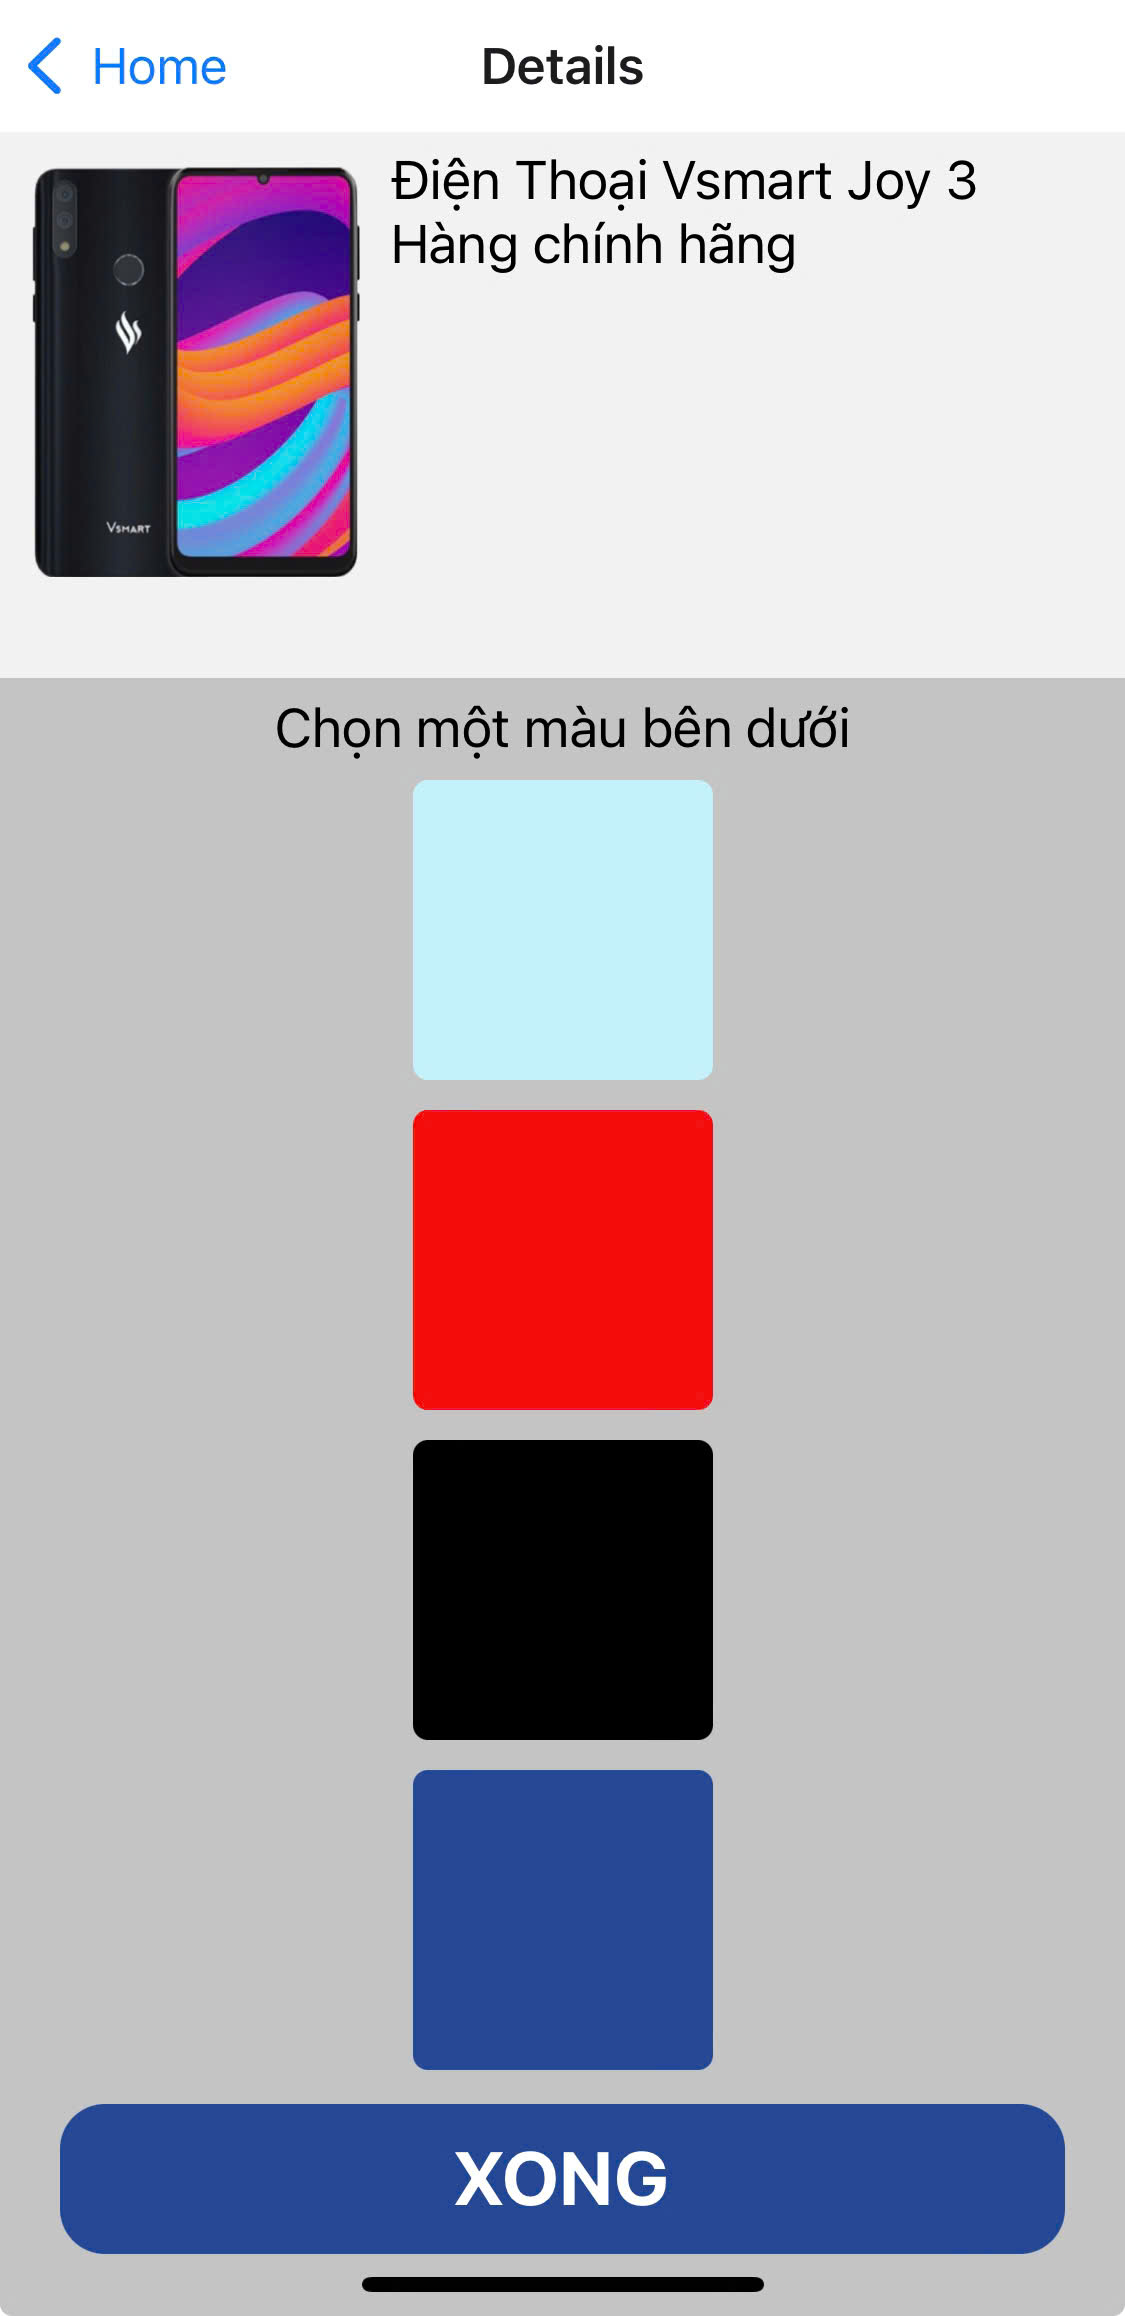 Home
Details
Điện Thoại Vsmart Joy 3
Hàng chính hãng
VSMART
Chọn một màu bên dưới
XONG